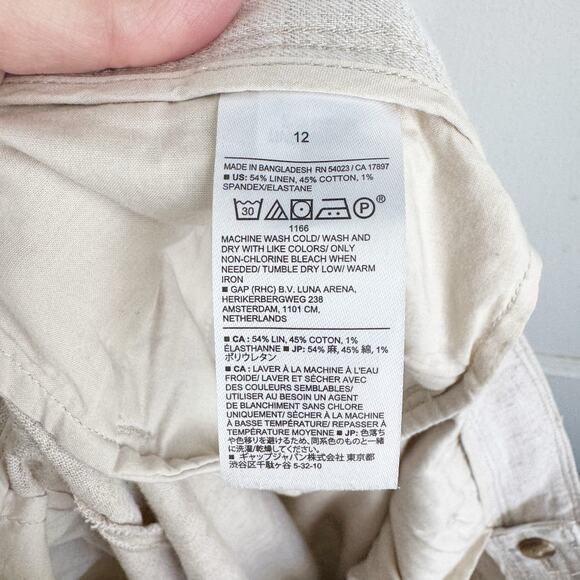 12
MADE IN BANGLADESH RN 54023 / CA 17897
■ US: 54% LINEN, 45% COTTON, 1%
SPANDEX/ELASTANE
30 P®
1166
MACHINE WASH COLD/ WASH AND
DRY WITH LIKE COLORS/ ONLY
NON-CHLORINE BLEACH WHEN
NEEDED/ TUMBLE DRY LOW/ WARM
IRON
■ GAP (RHC) B.V. LUNA ARENA,
HERIKERBERGWEG 238
AMSTERDAM, 1101 CM,
NETHERLANDS
■ CA : 54% LIN, 45% COTON, 1%
ÉLASTHANNE ■ JP: 54% 麻, 45% 綿, 1%
ポリウレタン
■ CA : LAVER À LA MACHINE À L'EAU
FROIDE/ LAVER ET SÉCHER AVEC
DES COULEURS SEMBLABLES/
UTILISER AU BESOIN UN AGENT
DE BLANCHIMENT SANS CHLORE
UNIQUEMENT/ SÉCHER À LA MACHINE
À BASSE TEMPÉRATURE/ REPASSER À
TEMPÉRATURE MOYENNE ■ JP: 色落ち
や色移りを避けるため、同系色のものと一緒
に洗濯/乾燥してください。
■ ギャップジャパン株式会社 東京都
渋谷区千駄ヶ谷 5-32-10